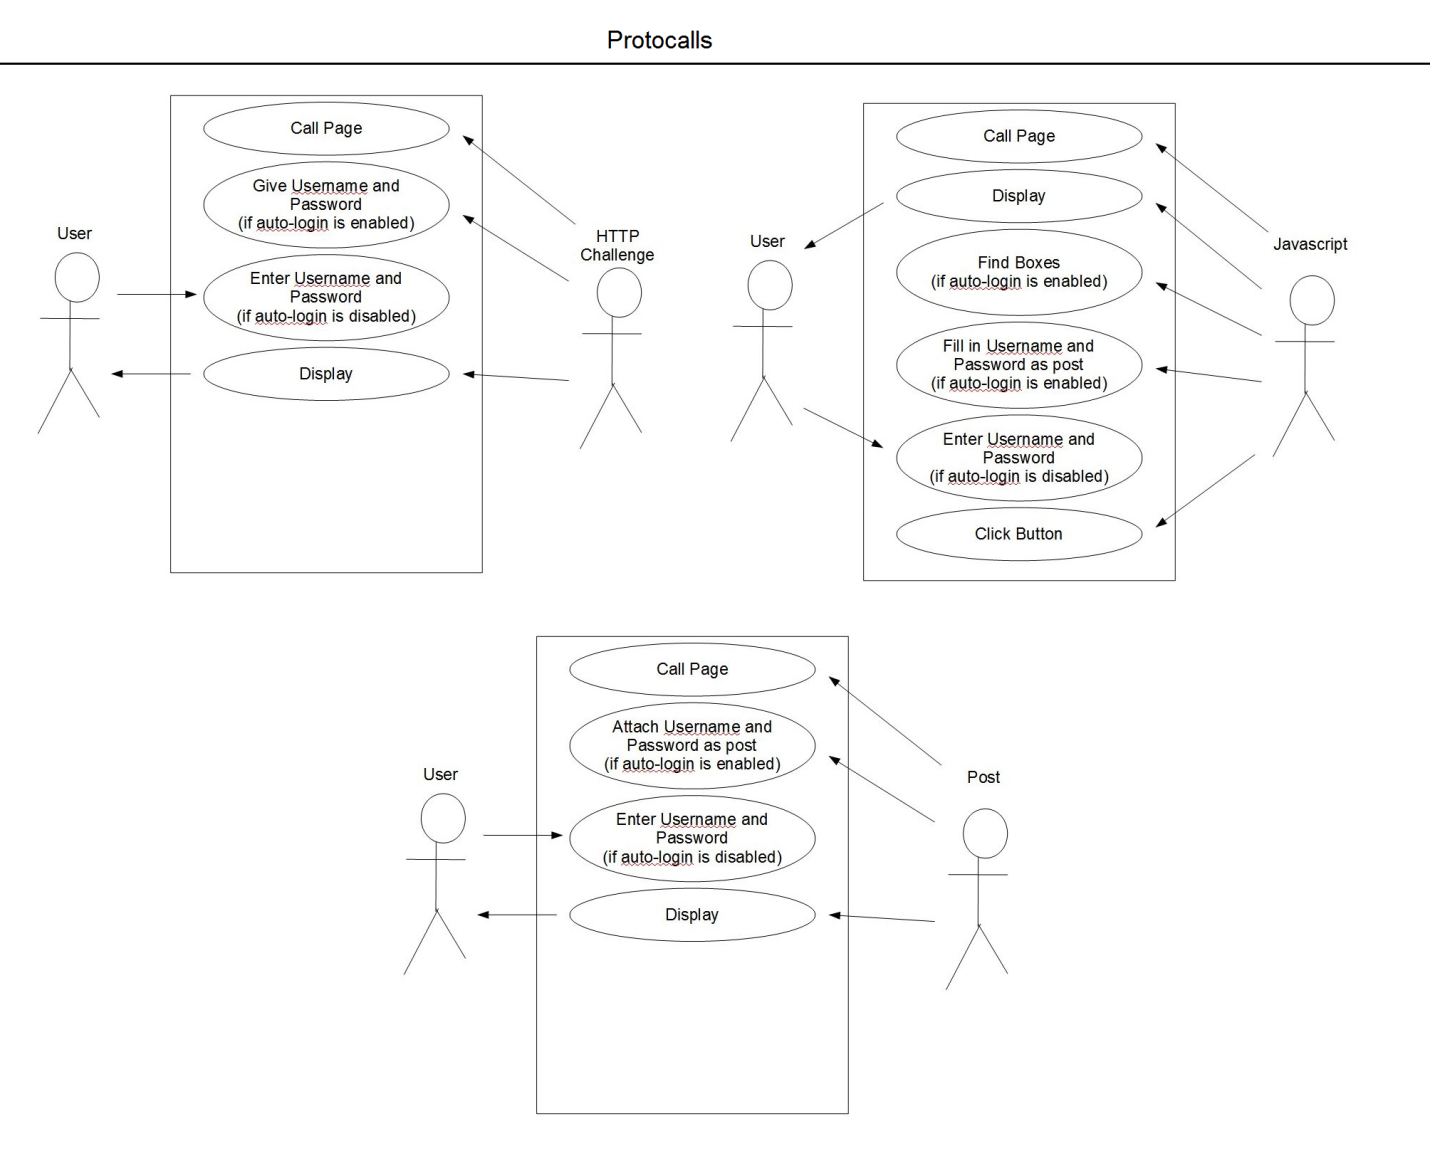 Protocalls
User
Call Page
Give Username and
Password
(if auto-login is enabled)
Enter Username and
Password
(if auto-login is disabled)
Display
HTTP
Challenge
User
Call Page
Display
Find Boxes
(if auto-login is enabled)
Fill in Username and
Password as post
(if auto-login is enabled)
Enter Username and
Password
(if auto-login is disabled)
Click Button
Javascript
User
Call Page
Attach Username and
Password as post
(if auto-login is enabled)
Enter Username and
Password
(if auto-login is disabled)
Display
Post